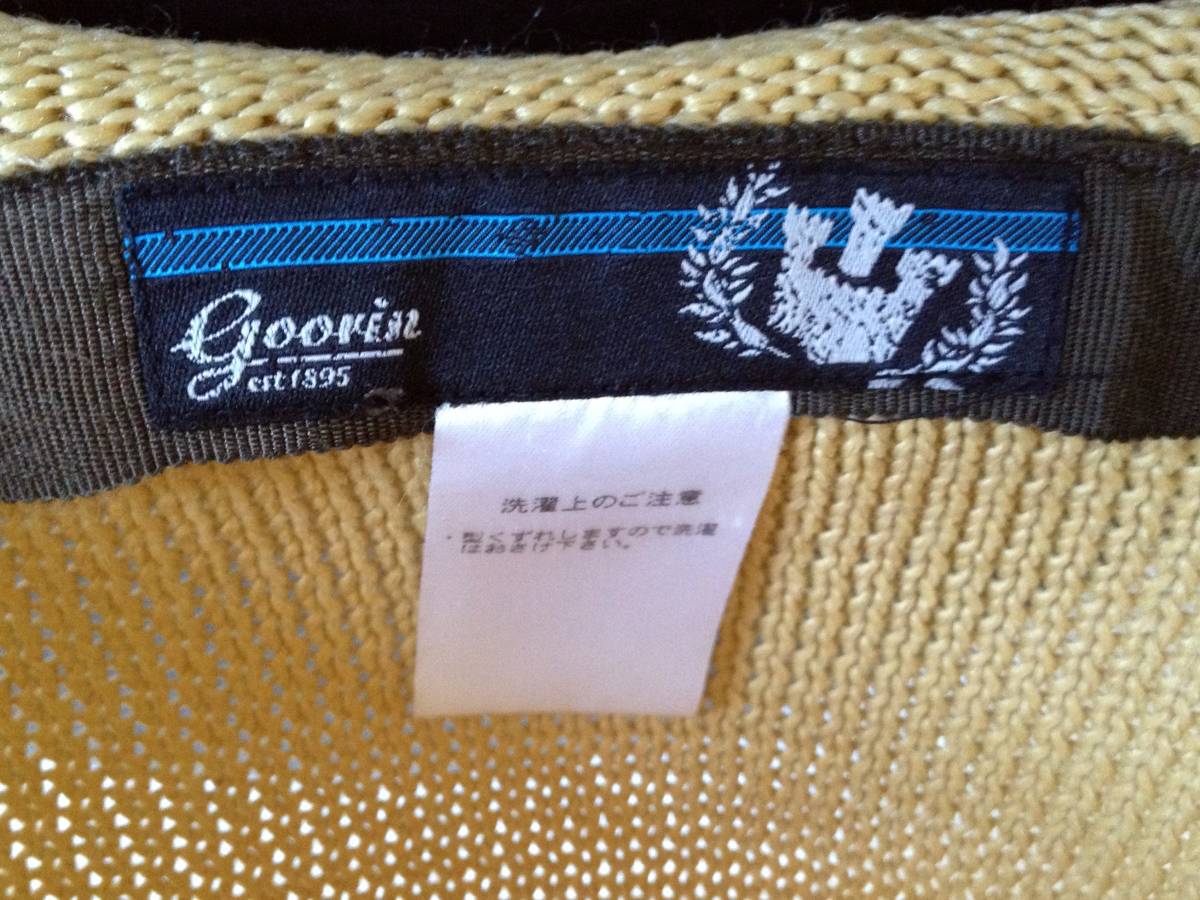 Goorin
est 1895
洗濯上のご注意
・型くずれしますので洗濯
はおさけ下さい。